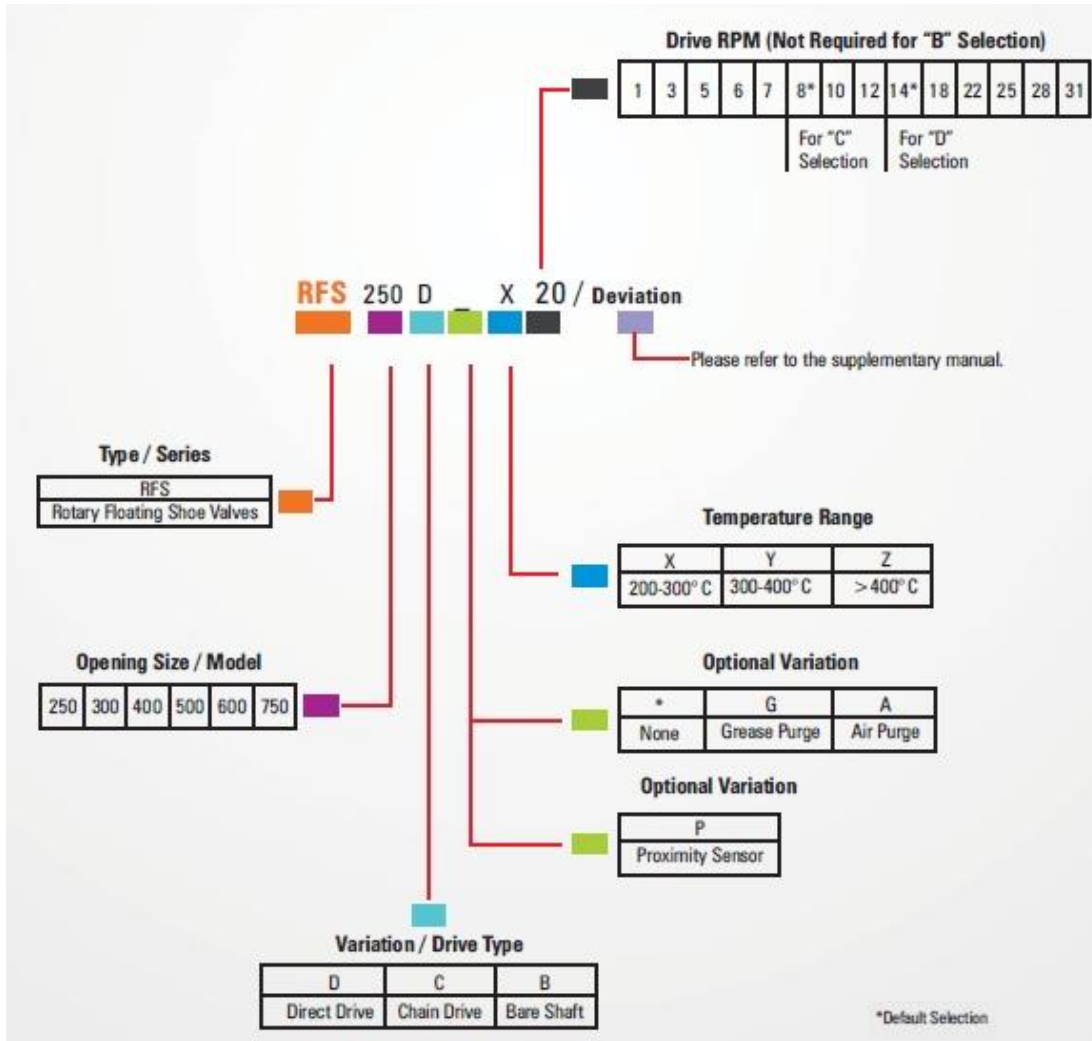 Drive RPM (Not Required for "B" Selection)
1 3 5 6 7 8* 10 12 14* 18 22 25 28 31
For "C" Selection
For "D" Selection
RFS 250 D _ X 20 / Deviation
Please refer to the supplementary manual.
Type / Series
RFS
Rotary Floating Shoe Valves
Temperature Range
X Y Z
200-300° C 300-400° C >400° C
Opening Size / Model
250 300 400 500 600 750
Optional Variation
* G A
None Grease Purge Air Purge
Optional Variation
P
Proximity Sensor
Variation / Drive Type
D C B
Direct Drive Chain Drive Bare Shaft
*Default Selection